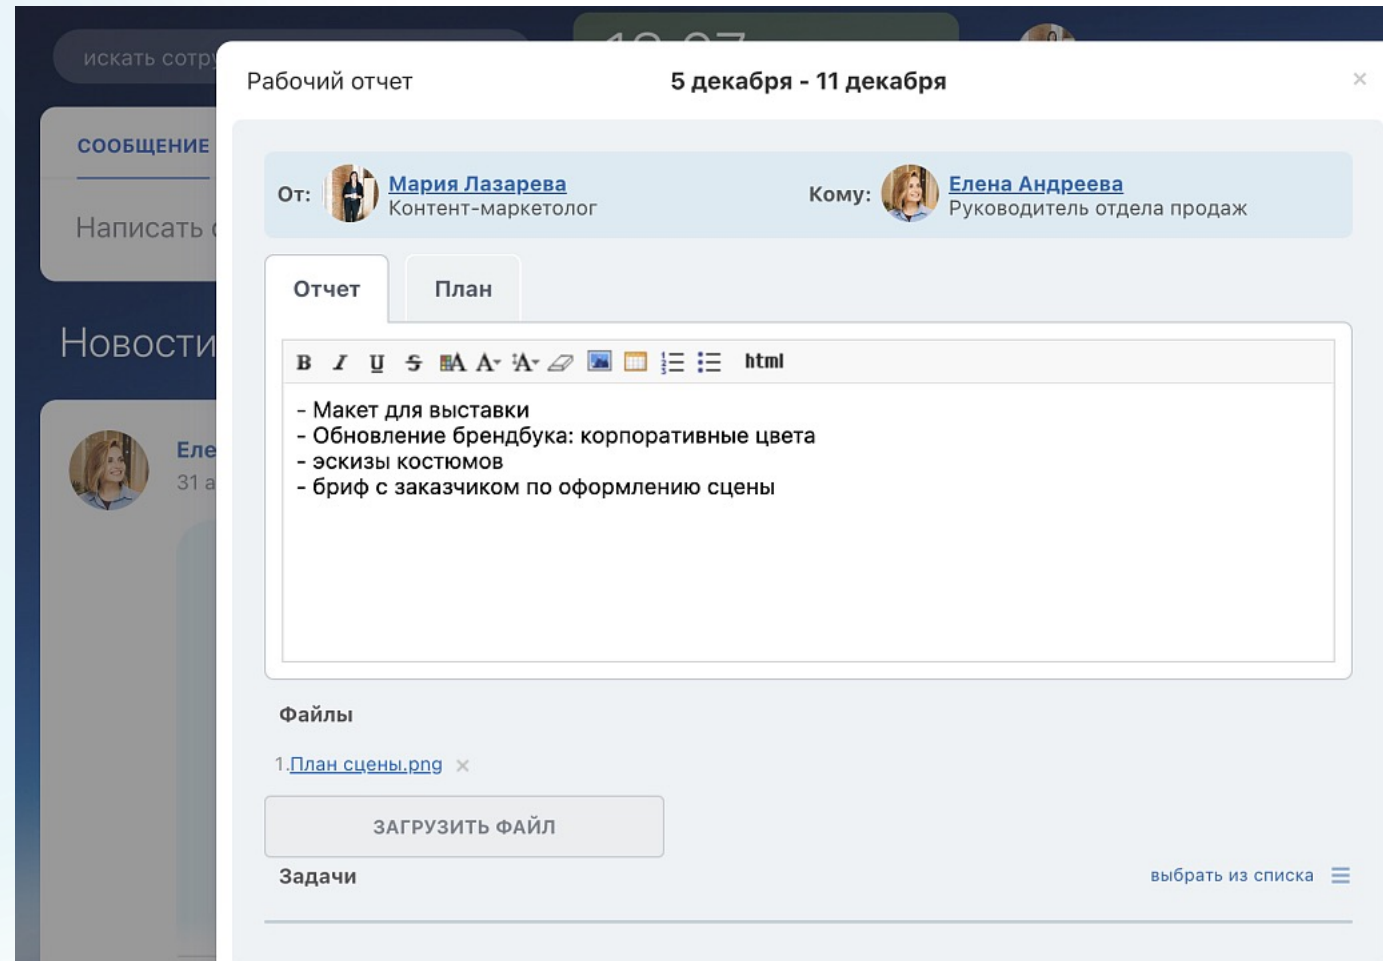 искать сотру
Рабочий отчет
5 декабря - 11 декабря
×
СООБЩЕНИЕ
Написать
От:
Мария Лазарева
Контент-маркетолог
Кому:
Елена Андреева
Руководитель отдела продаж
Отчет
План
Новости
B I U S A A A html
- Макет для выставки
- Обновление брендбука: корпоративные цвета
- эскизы костюмов
- бриф с заказчиком по оформлению сцены
Еле
31 а
Файлы
1.План сцены.png ×
ЗАГРУЗИТЬ ФАЙЛ
Задачи
выбрать из списка